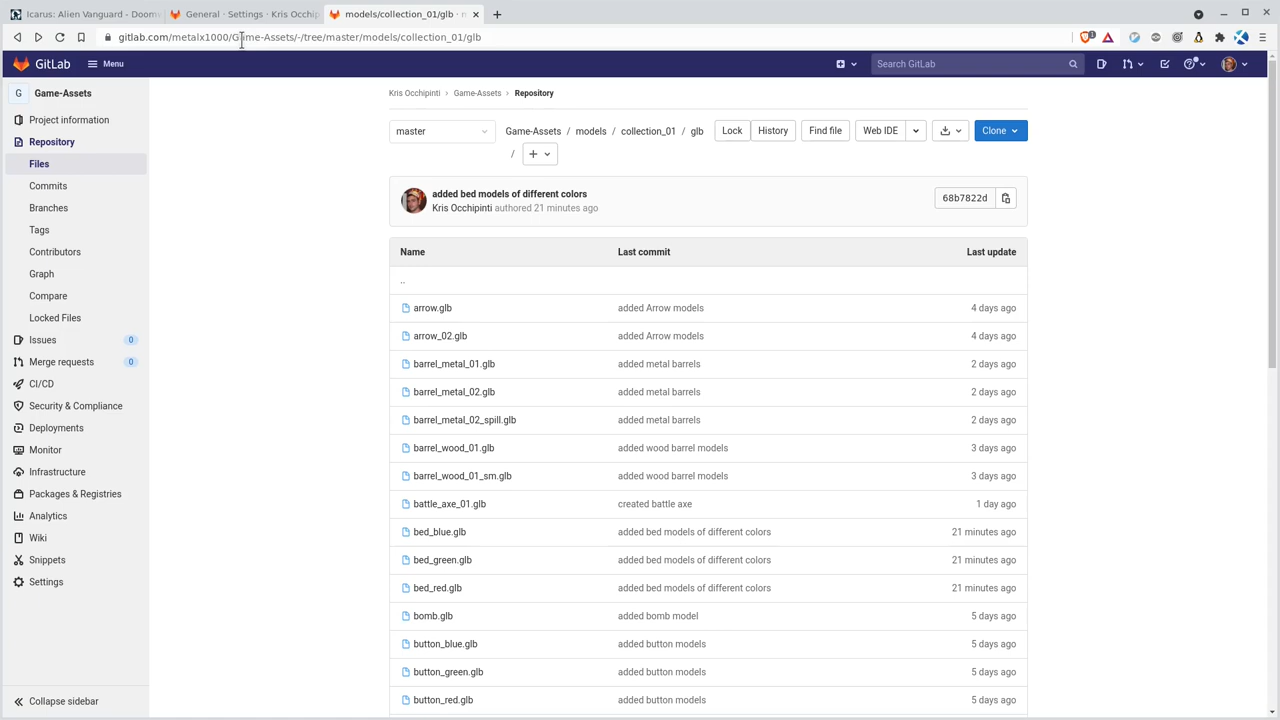 Icarus: Alien Vanguard - Doom
General · Settings · Kris Occhip
models/collection_01/glb ·
gitlab.com/metalx1000/Game-Assets/-/tree/master/models/collection_01/glb
GitLab
Menu
Search GitLab
G Game-Assets
Project information
Repository
Files
Commits
Branches
Tags
Contributors
Graph
Compare
Locked Files
Issues 0
Merge requests 0
CI/CD
Security & Compliance
Deployments
Monitor
Infrastructure
Packages & Registries
Analytics
Wiki
Snippets
Settings
Collapse sidebar
Kris Occhipinti › Game-Assets › Repository
master
Game-Assets / models / collection_01 / glb
/ +
Lock
History
Find file
Web IDE
Clone
added bed models of different colors
Kris Occhipinti authored 21 minutes ago
68b7822d
Name Last commit Last update
..
arrow.glb added Arrow models 4 days ago
arrow_02.glb added Arrow models 4 days ago
barrel_metal_01.glb added metal barrels 2 days ago
barrel_metal_02.glb added metal barrels 2 days ago
barrel_metal_02_spill.glb added metal barrels 2 days ago
barrel_wood_01.glb added wood barrel models 3 days ago
barrel_wood_01_sm.glb added wood barrel models 3 days ago
battle_axe_01.glb created battle axe 1 day ago
bed_blue.glb added bed models of different colors 21 minutes ago
bed_green.glb added bed models of different colors 21 minutes ago
bed_red.glb added bed models of different colors 21 minutes ago
bomb.glb added bomb model 5 days ago
button_blue.glb added button models 5 days ago
button_green.glb added button models 5 days ago
button_red.glb added button models 5 days ago